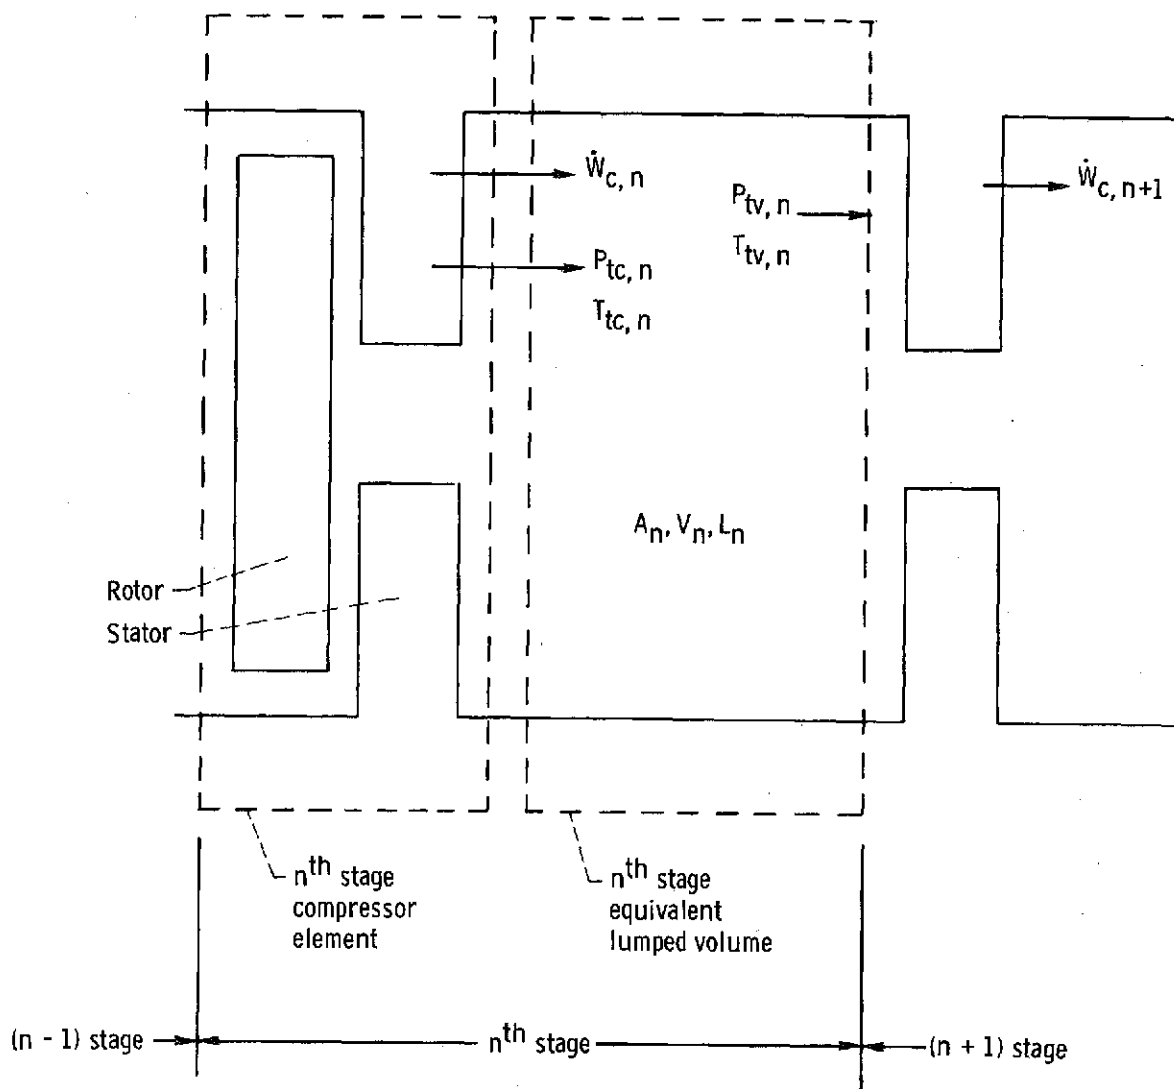 Ẇc, n
Ptv, n
Ẇc, n+1
Ttv, n
Ptc, n
Ttc, n
An, Vn, Ln
Rotor
Stator
nth stage
compressor
element
nth stage
equivalent
lumped volume
(n - 1) stage
nth stage
(n + 1) stage